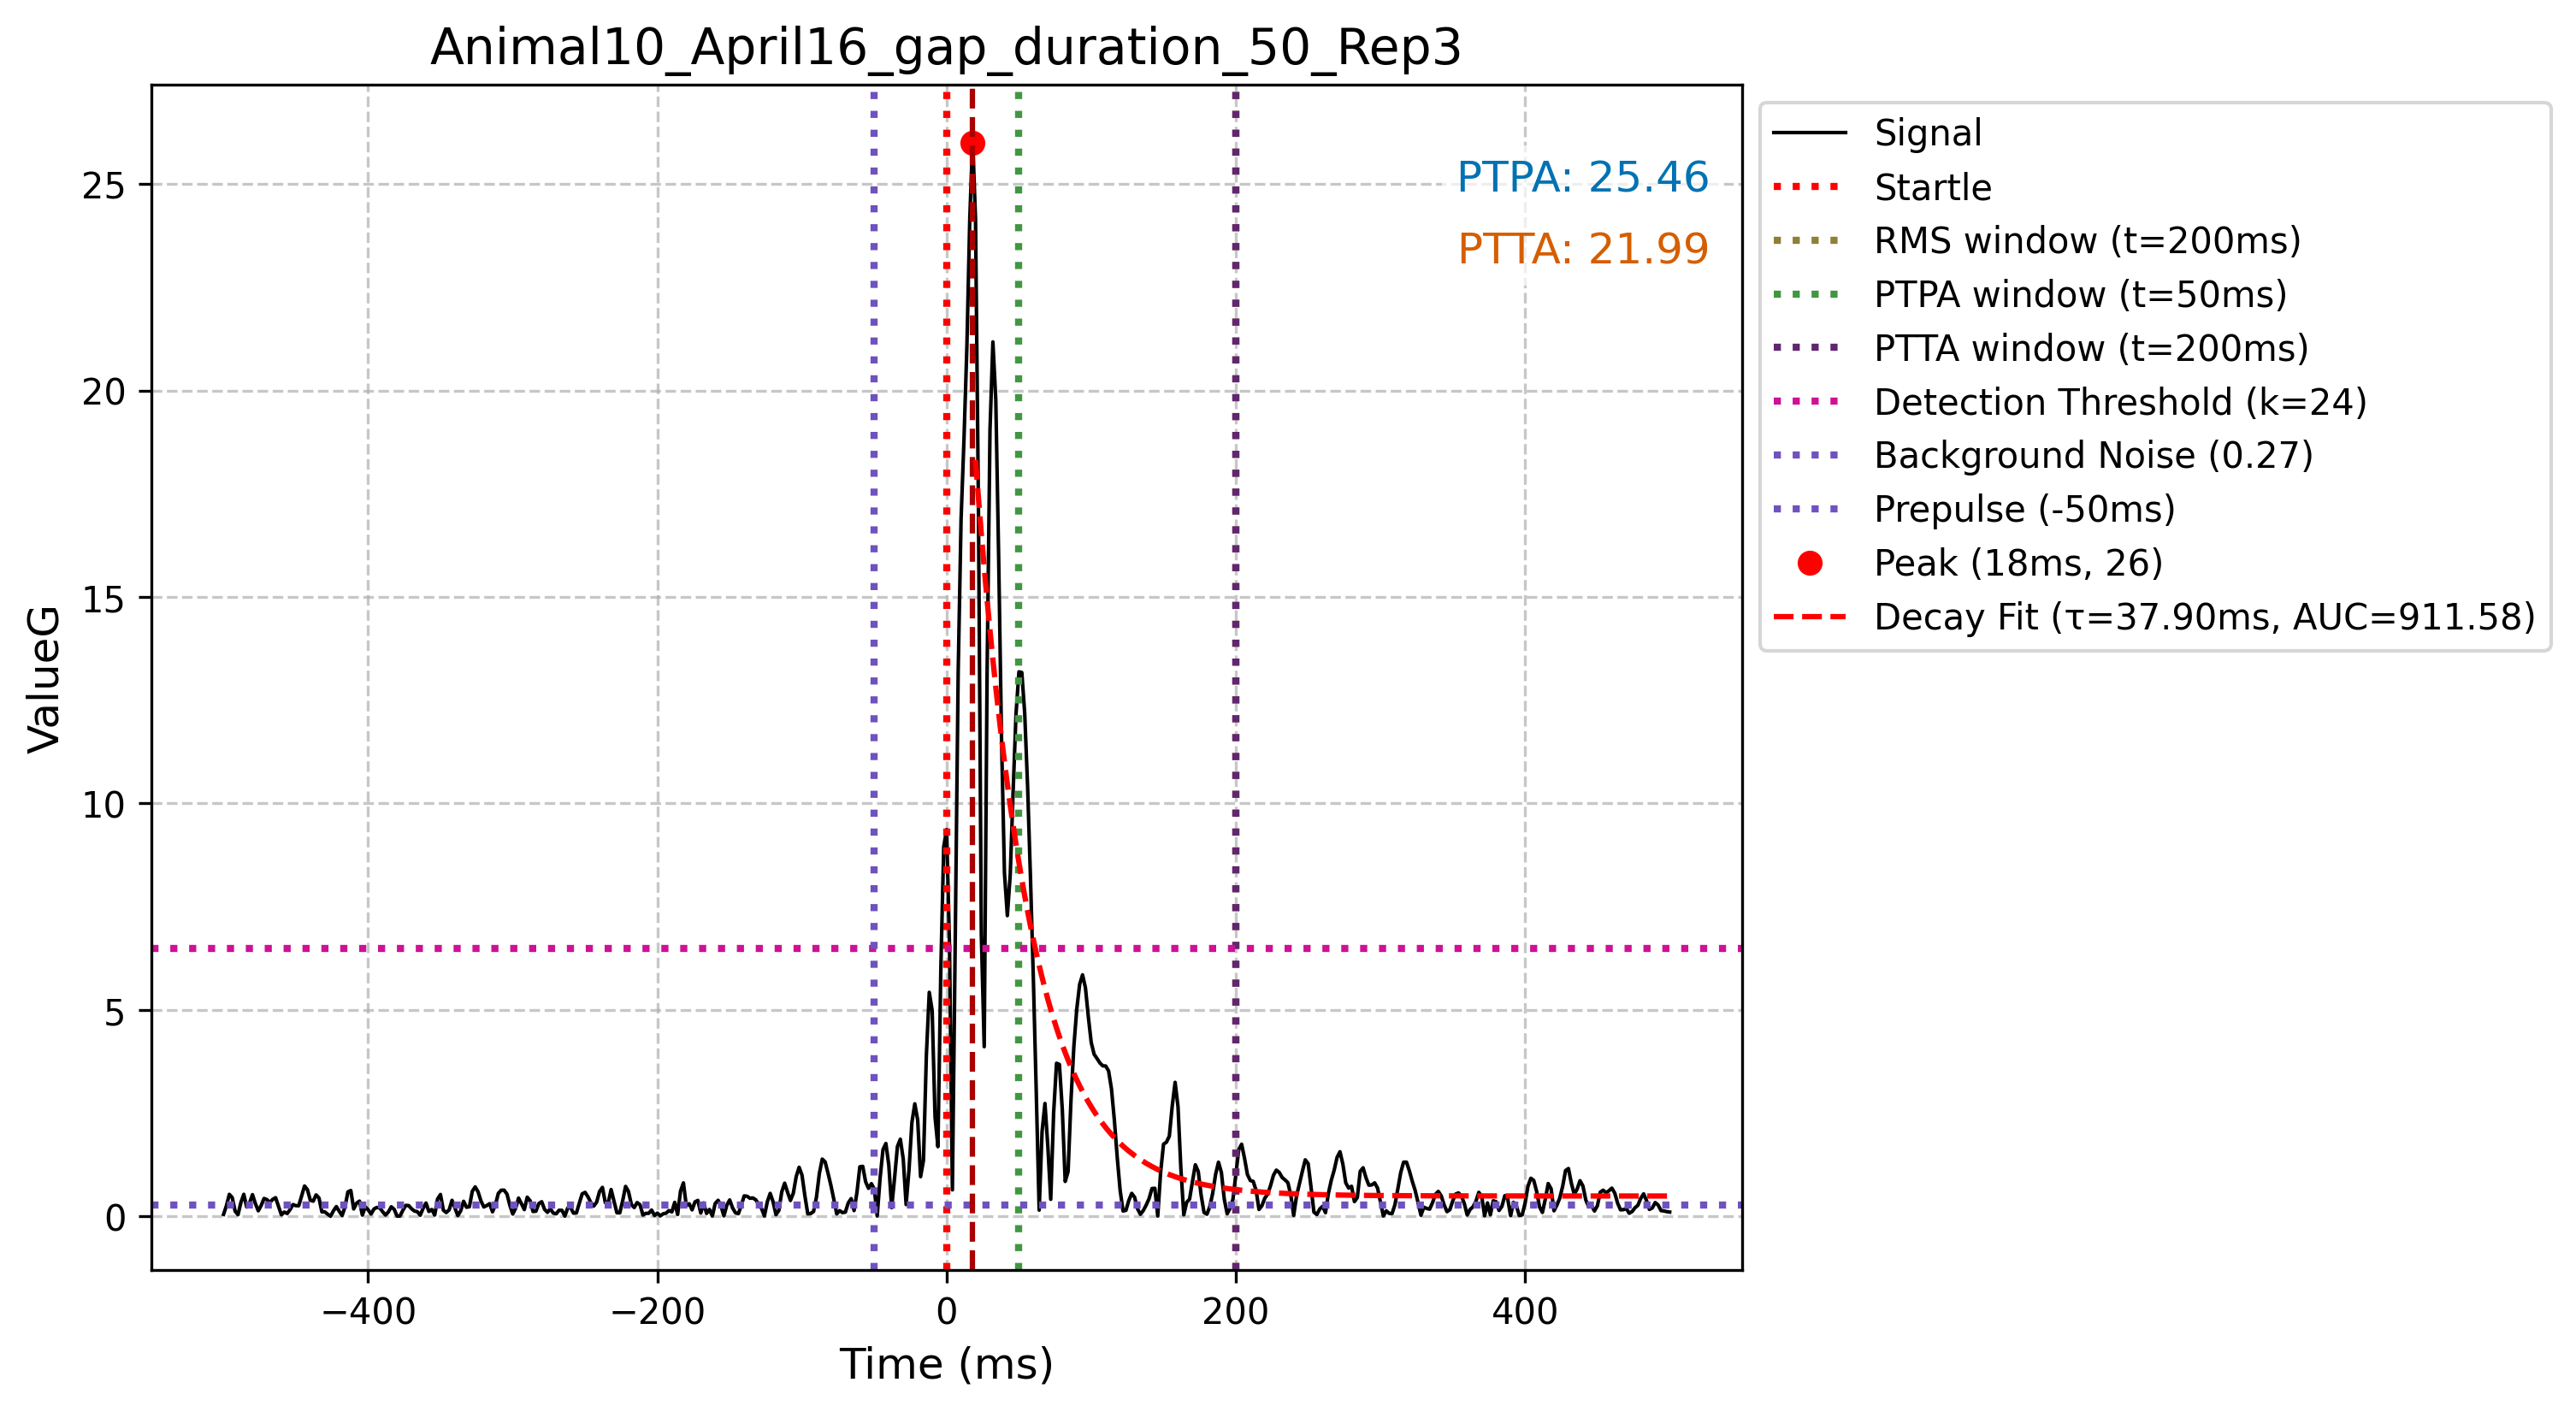 Animal10_April16_gap_duration_50_Rep3
ValueG
25
20
15
10
5
0
PTPA: 25.46
PTTA: 21.99
−400
−200
0
200
400
Time (ms)
Signal
Startle
RMS window (t=200ms)
PTPA window (t=50ms)
PTTA window (t=200ms)
Detection Threshold (k=24)
Background Noise (0.27)
Prepulse (-50ms)
Peak (18ms, 26)
Decay Fit (τ=37.90ms, AUC=911.58)